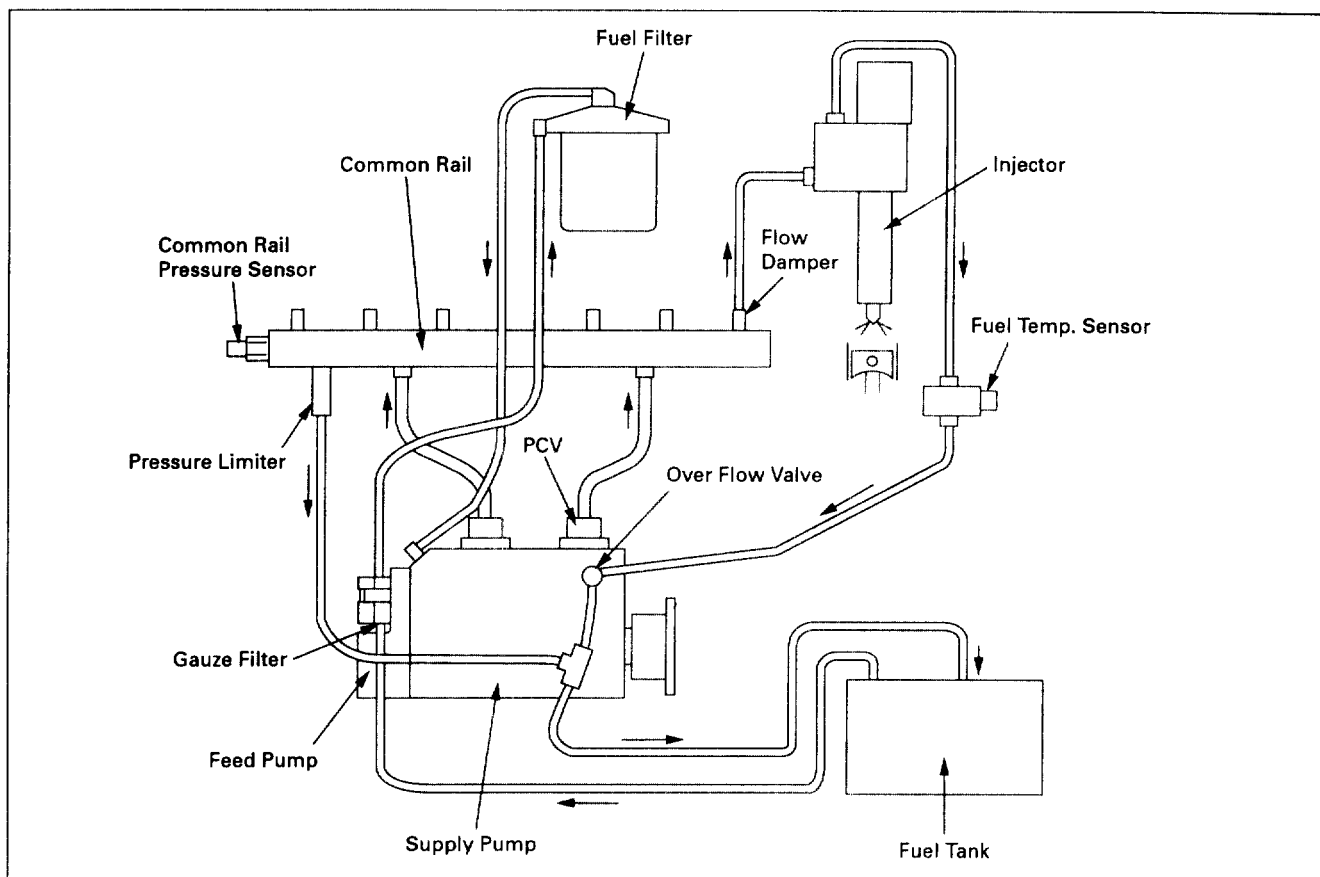 Fuel Filter
Common Rail
Injector
Common Rail
Pressure Sensor
Flow
Damper
Fuel Temp. Sensor
Pressure Limiter
PCV
Over Flow Valve
Gauze Filter
Feed Pump
Supply Pump
Fuel Tank